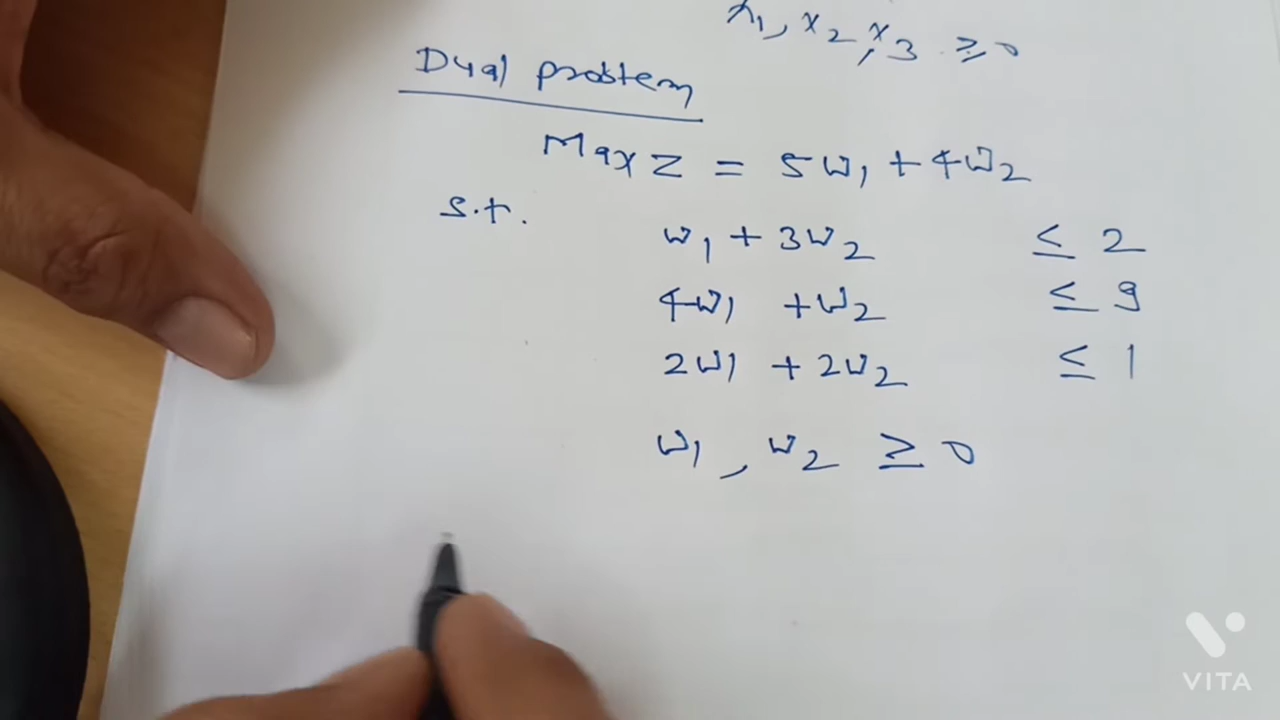 x₁, x₂, x₃ ≥ 0
Dual problem
Max Z = 5w₁ + 4w₂
s.t.
w₁ + 3w₂ ≤ 2
4w₁ + w₂ ≤ 9
2w₁ + 2w₂ ≤ 1
w₁, w₂ ≥ 0
VITA